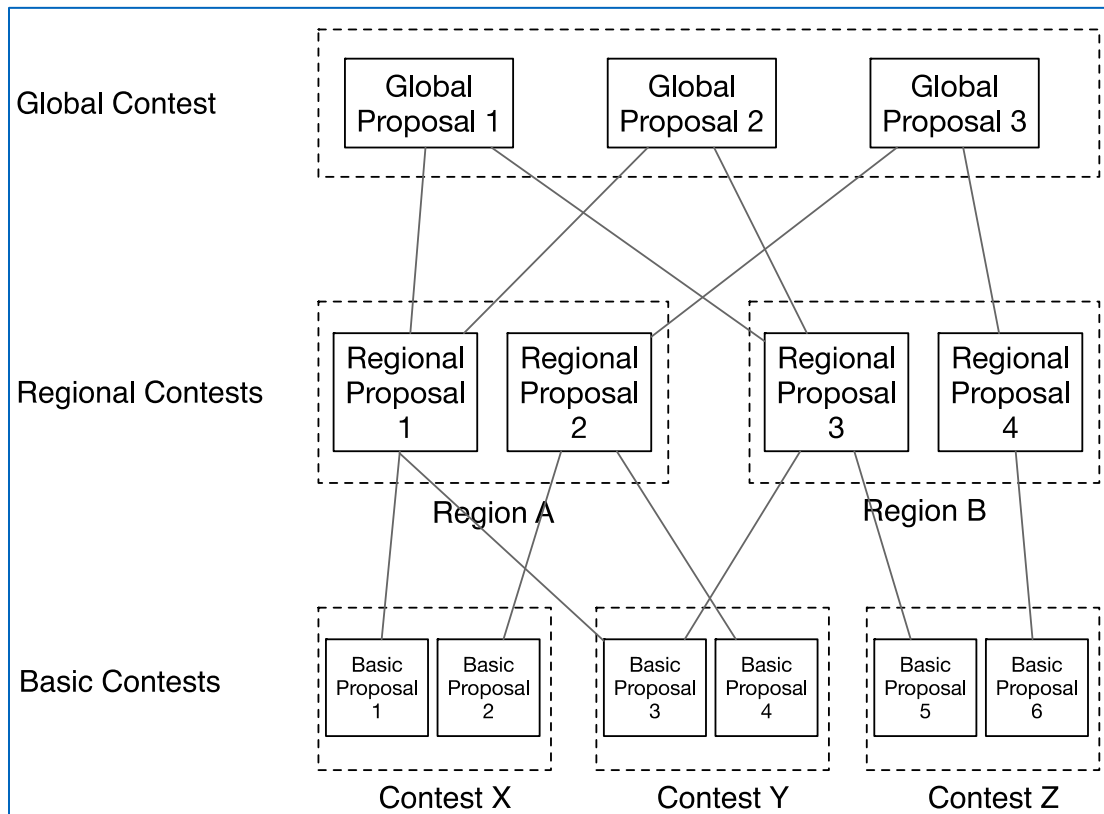 Global Contest
Global
Proposal 1
Global
Proposal 2
Global
Proposal 3
Regional Contests
Regional
Proposal
1
Regional
Proposal
2
Regional
Proposal
3
Regional
Proposal
4
Region A
Region B
Basic Contests
Basic
Proposal
1
Basic
Proposal
2
Basic
Proposal
3
Basic
Proposal
4
Basic
Proposal
5
Basic
Proposal
6
Contest X
Contest Y
Contest Z